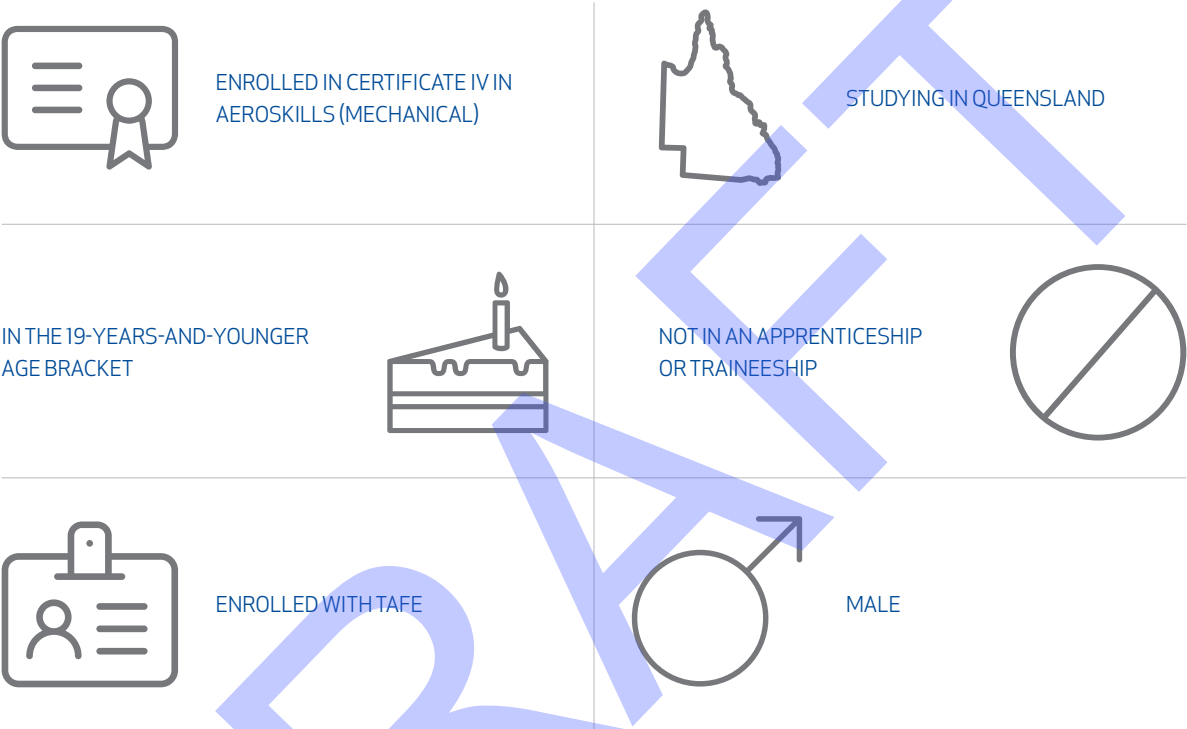 ENROLLED IN CERTIFICATE IV IN
AEROSKILLS (MECHANICAL)
STUDYING IN QUEENSLAND
IN THE 19-YEARS-AND-YOUNGER
AGE BRACKET
NOT IN AN APPRENTICESHIP
OR TRAINEESHIP
ENROLLED WITH TAFE
MALE
RAFT